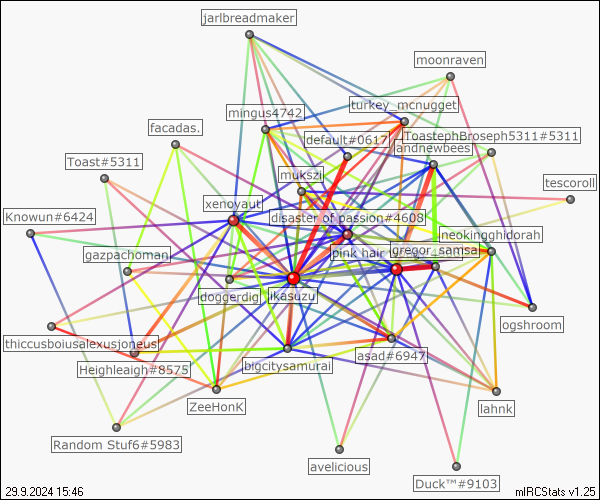 jarlbreadmaker
moonraven
turkey_mcnugget
mingus4742
facadas.
default#0617
ToastephBroseph5311#5311
andnewbees
Toast#5311
mukszi
tescoroll
xenoyaut
Knowun#6424
disaster of passion#4608
neokingghidorah
gazpachoman
pink hair
gregor_samsa
doggerdig
ikasuzu
ogshroom
thiccusboiusalexusjoneus
Heighleaigh#8575
bigcitysamurai
asad#6947
ZeeHonK
lahnk
Random Stuf6#5983
avelicious
Duck™#9103
29.9.2024 15:46
mIRCStats v1.25